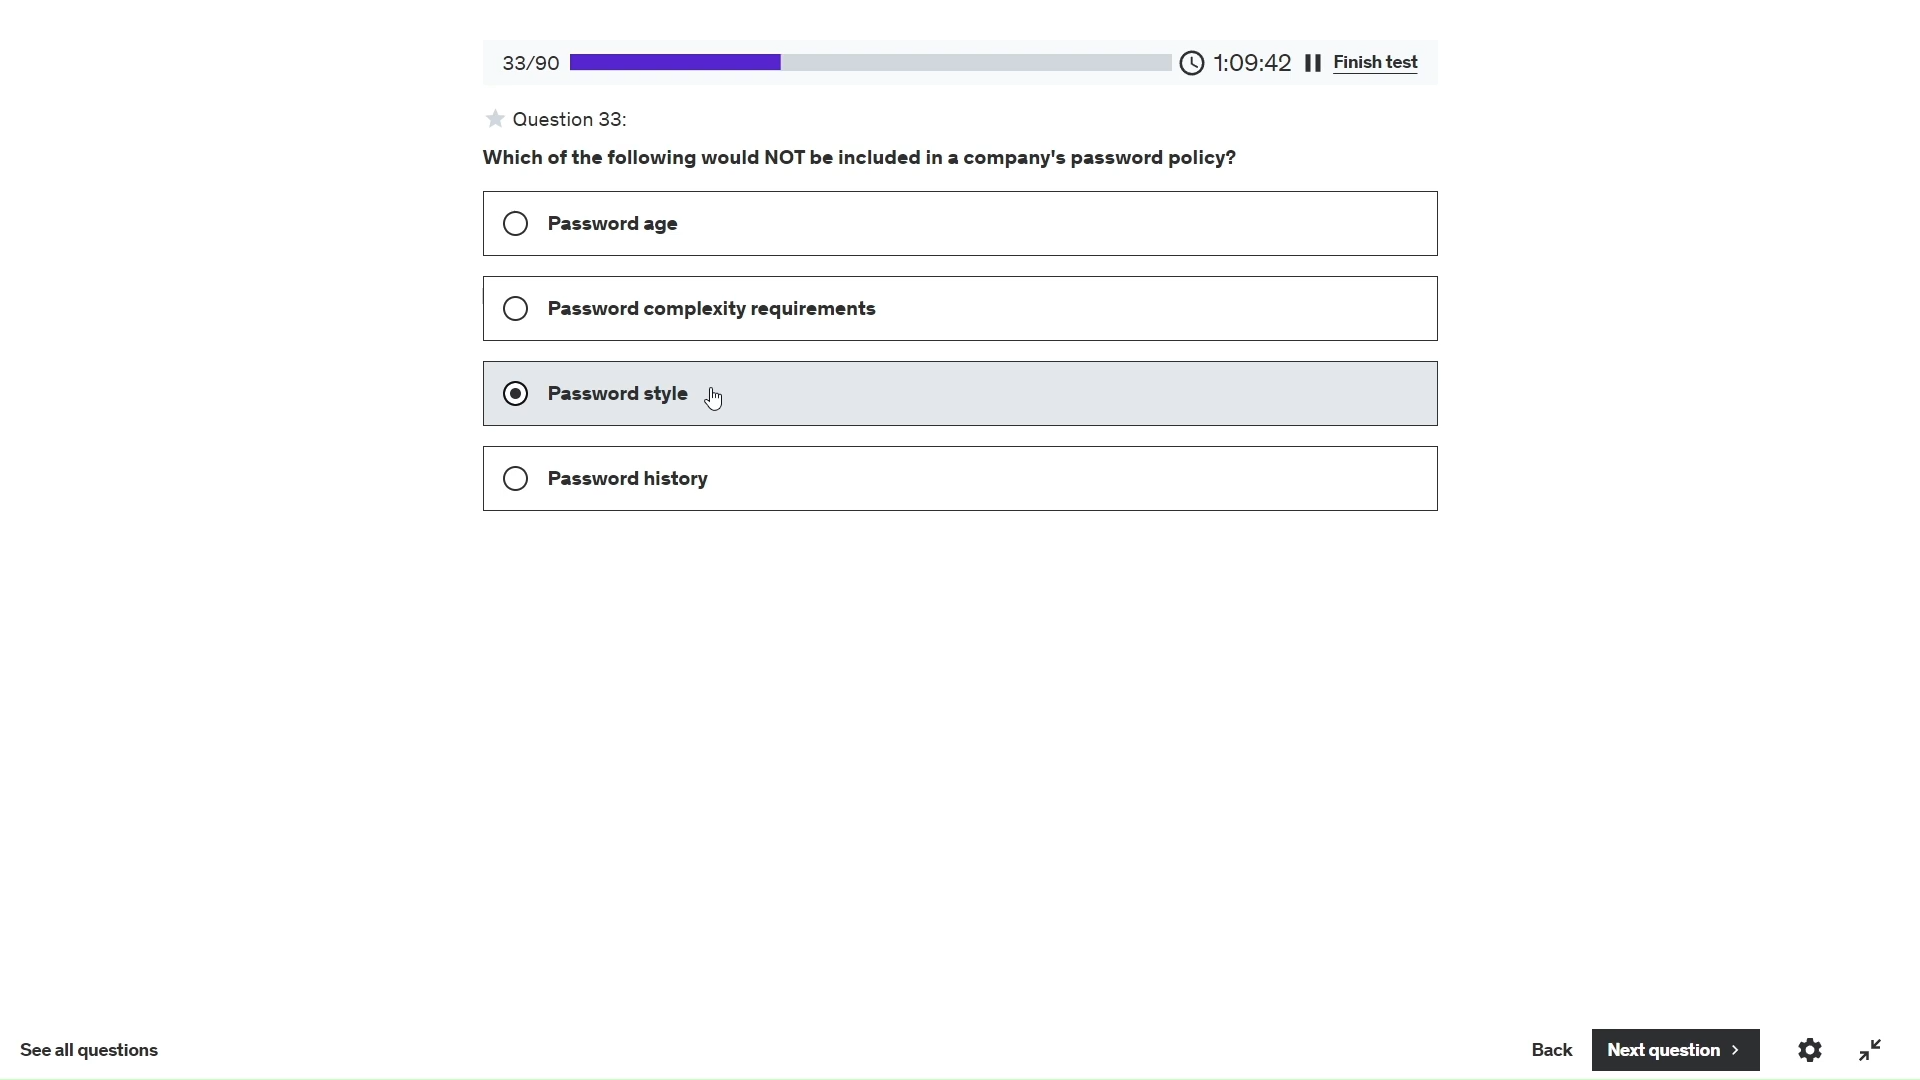 33/90 1:09:42 Finish test
Question 33:
Which of the following would NOT be included in a company's password policy?
Password age
Password complexity requirements
Password style
Password history
See all questions Back Next question